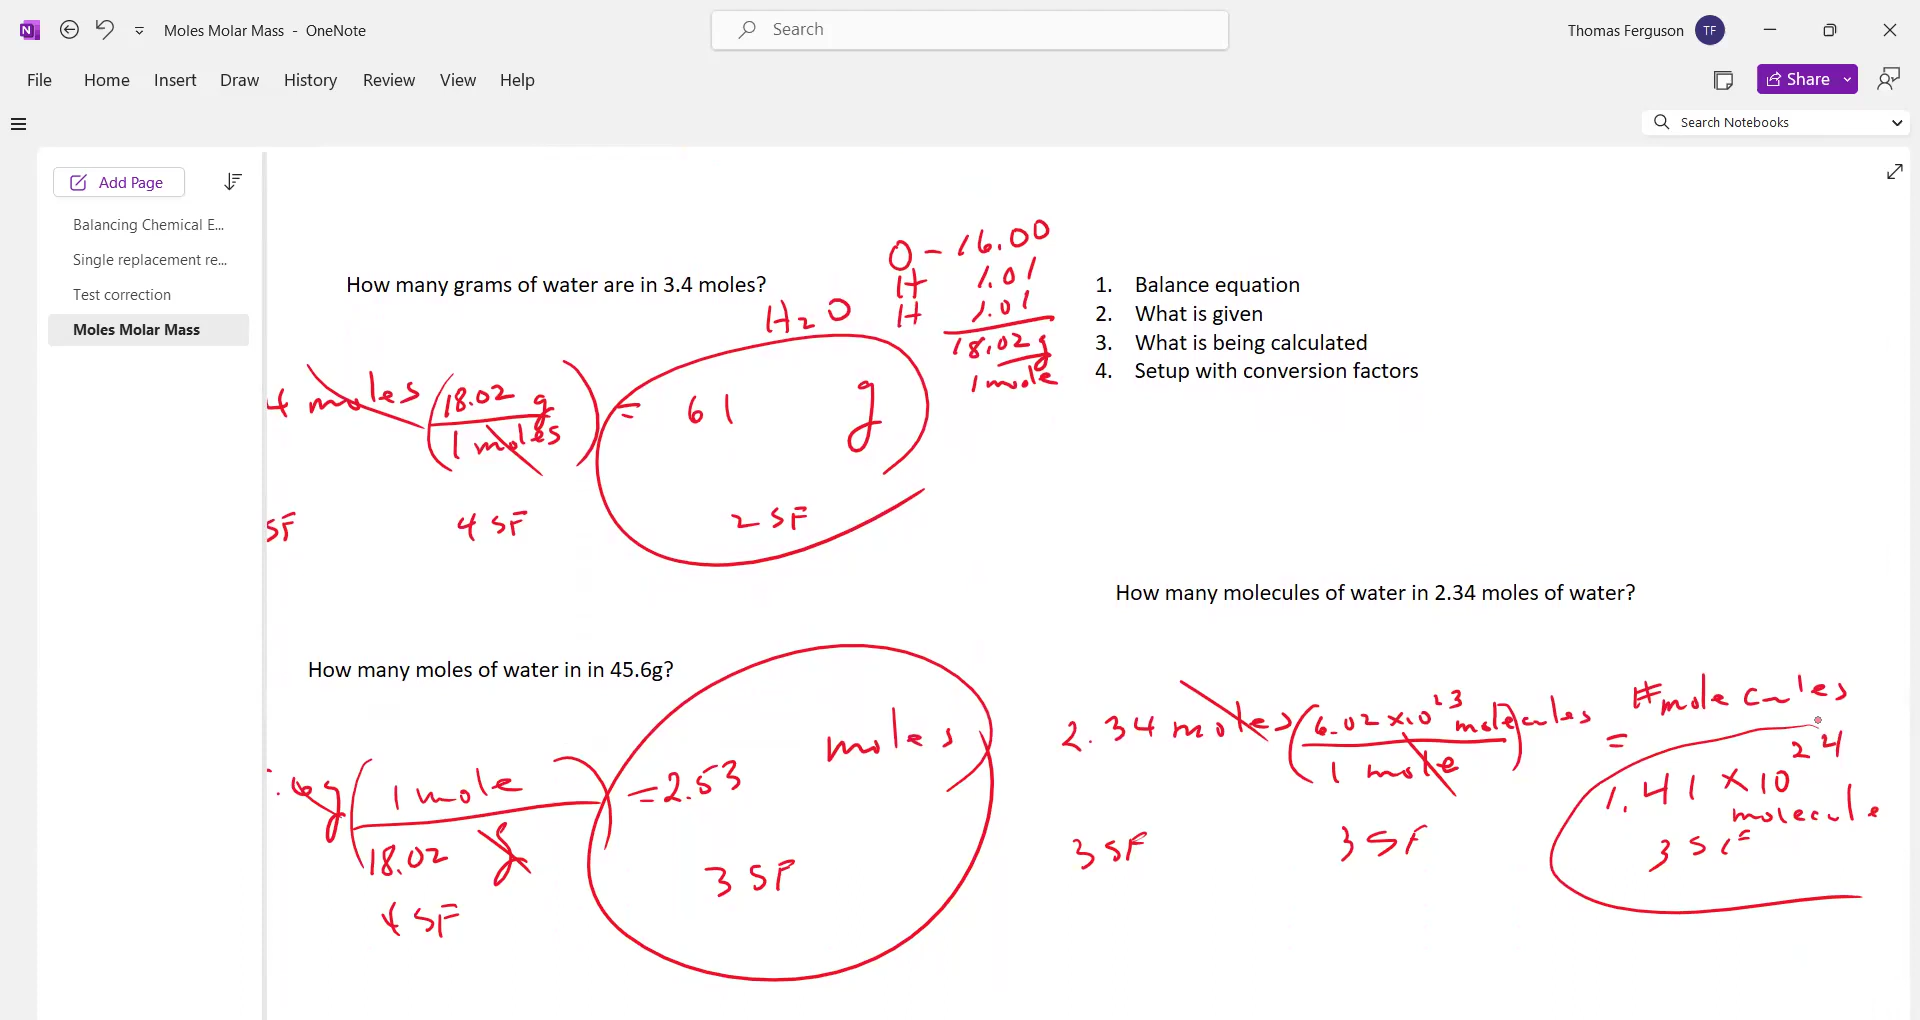 Moles Molar Mass - OneNote
Search
Thomas Ferguson TF
File Home Insert Draw History Review View Help
Share
Search Notebooks
Add Page
Balancing Chemical E...
Single replacement re...
Test correction
Moles Molar Mass
How many grams of water are in 3.4 moles?
H₂O
O - 16.00
H 1.01
H 1.01
18.02 g
1 mole
4 moles (18.02 g / 1 moles) = 61 g
SF 4 SF 2 SF
1. Balance equation
2. What is given
3. What is being calculated
4. Setup with conversion factors
How many moles of water in in 45.6g?
.6g (1 mole / 18.02 g) = 2.53 moles
4 SF 3 SF
How many molecules of water in 2.34 moles of water?
2.34 moles (6.02 x10²³ molecules / 1 mole) = #molecules
1.41 x 10²⁴
molecule
3 SF 3 SF 3 SF